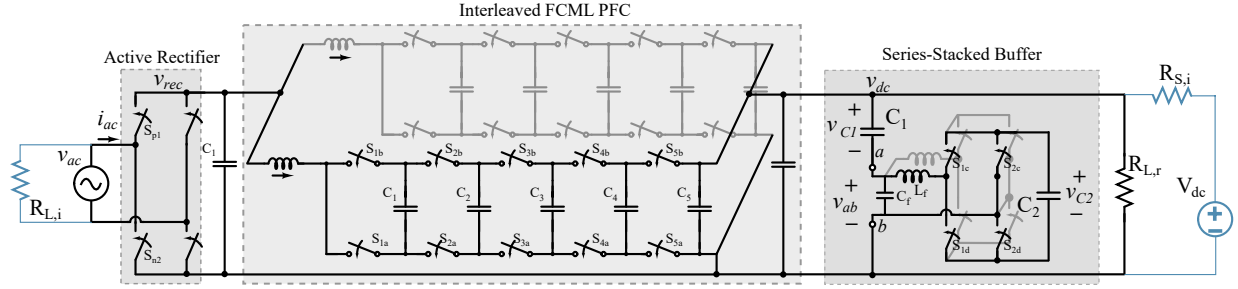 Interleaved FCML PFC
Active Rectifier
Series-Stacked Buffer
v_rec
i_ac
S_p1
v_ac
R_L,i
S_n2
C_1
S_1b
S_2b
S_3b
S_4b
S_5b
C_1
C_2
C_3
C_4
C_5
S_1a
S_2a
S_3a
S_4a
S_5a
v_dc
+
v_C1
−
C_1
a
+
v_ab
−
b
C_f
L_f
S_1c
S_2c
S_1d
S_2d
C_2
+
v_C2
−
R_L,r
R_S,i
V_dc
+
−